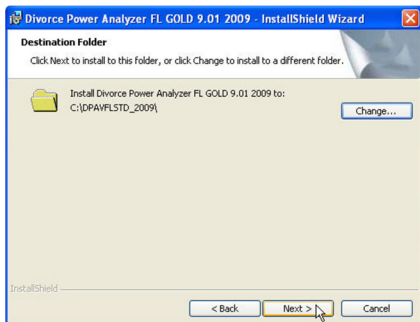 Divorce Power Analyzer FL GOLD 9.01 2009 - InstallShield Wizard
Destination Folder
Click Next to install to this folder, or click Change to install to a different folder.
Install Divorce Power Analyzer FL GOLD 9.01 2009 to:
C:\DPAVFLSTD_2009\
Change...
InstallShield
< Back Next > Cancel